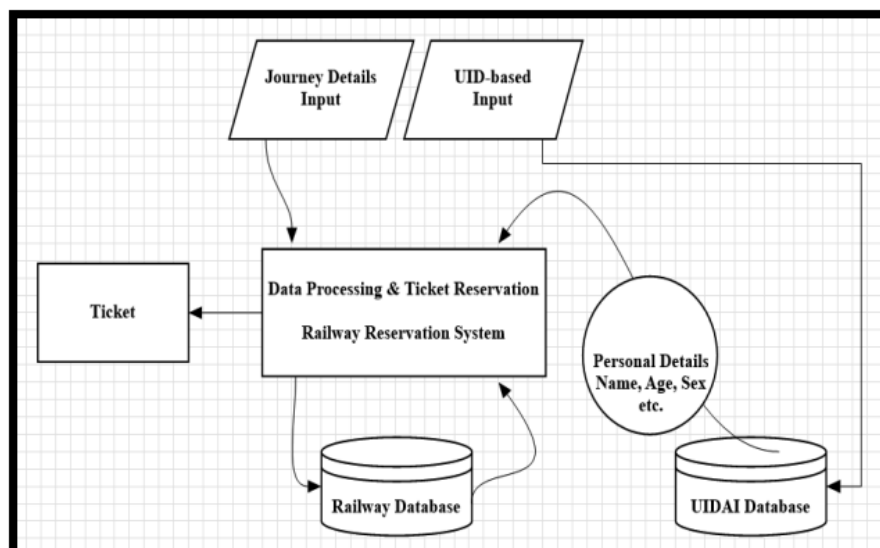 Journey Details
Input
UID-based
Input
Data Processing & Ticket Reservation
Railway Reservation System
Ticket
Personal Details
Name, Age, Sex
etc.
Railway Database
UIDAI Database